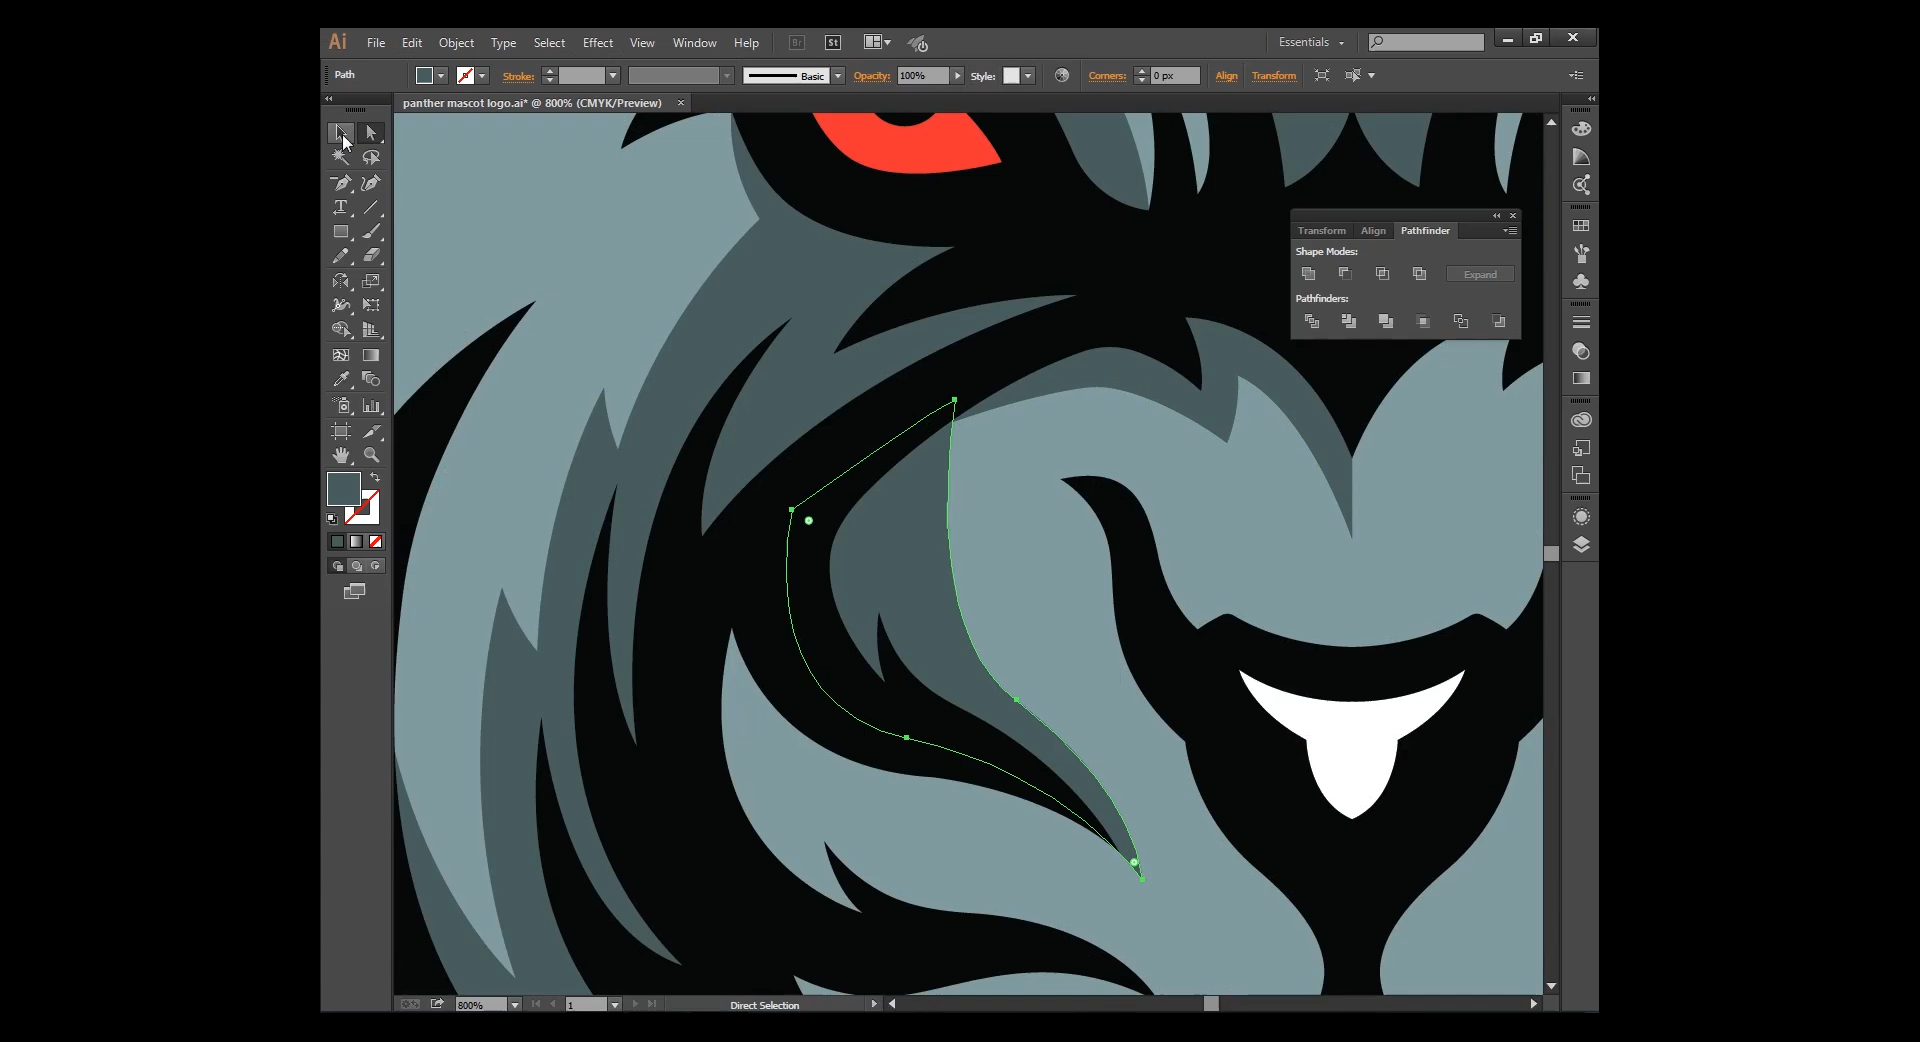 Ai File Edit Object Type Select Effect View Window Help Br St Essentials
Path Stroke: Basic Opacity: 100% Style: Corners: 0 px Align Transform
panther mascot logo.ai* @ 800% (CMYK/Preview)
Transform Align Pathfinder
Shape Modes:
Expand
Pathfinders:
T
800% 1 Direct Selection